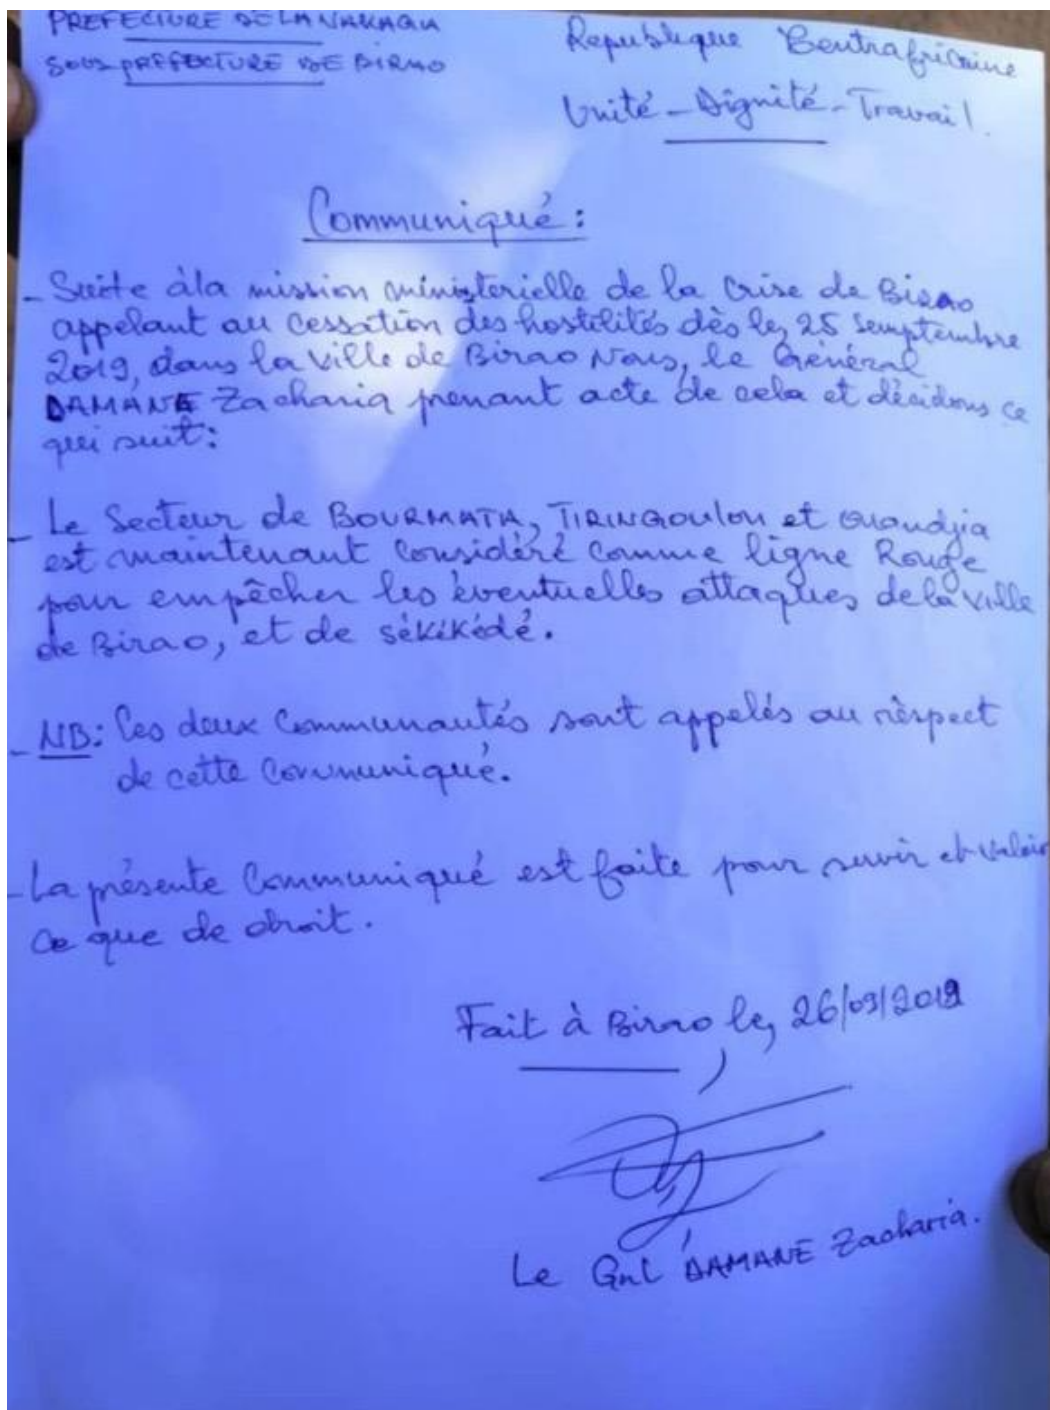 PREFECTURE DE LA VAKAGA
SOUS PREFECTURE DE BIRAO
Republique Centrafricaine
Unité - Dignité - Travail.
Communiqué:
- Suite àla mission ministerielle de la Crise de Birao
appelant au Cessation des hostilités dès le, 25 Semptembre
2019, dans la ville de Birao Nous, le Général
DAMANE Zacharia prenant acte de cela et décidons ce
qui suit:
- Le Secteur de BOURMATA, TIRINGOULOU et Ouandjia
est maintenant Considéré Comme ligne Rouge
pour empêcher les éventuelles attaques de la ville
de Birao, et de sékikédé.
- NB: Les deux Communautés sont appelés au rèspect
de cette Communiqué.
- La présente Communiqué est faite pour servir et valoir
ce que de droit.
Fait à Birao le, 26/09/2019
Le Gnl DAMANE Zacharia.